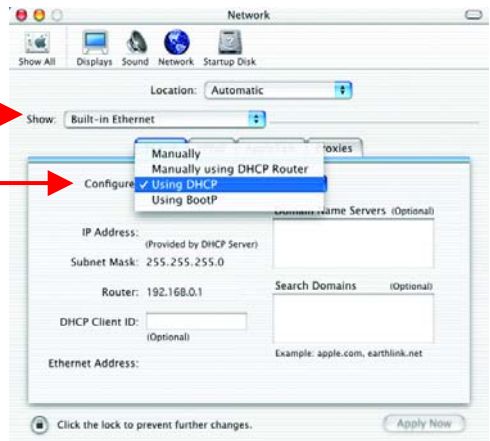 Network
Show All Displays Sound Network Startup Disk
Location: Automatic
Show: Built-in Ethernet
Proxies
Manually
Manually using DHCP Router
Configure ✓ Using DHCP
Using BootP
Domain Name Servers (Optional)
IP Address:
(Provided by DHCP Server)
Subnet Mask: 255.255.255.0
Router: 192.168.0.1
Search Domains (Optional)
DHCP Client ID:
(Optional)
Example: apple.com, earthlink.net
Ethernet Address:
Click the lock to prevent further changes.
Apply Now